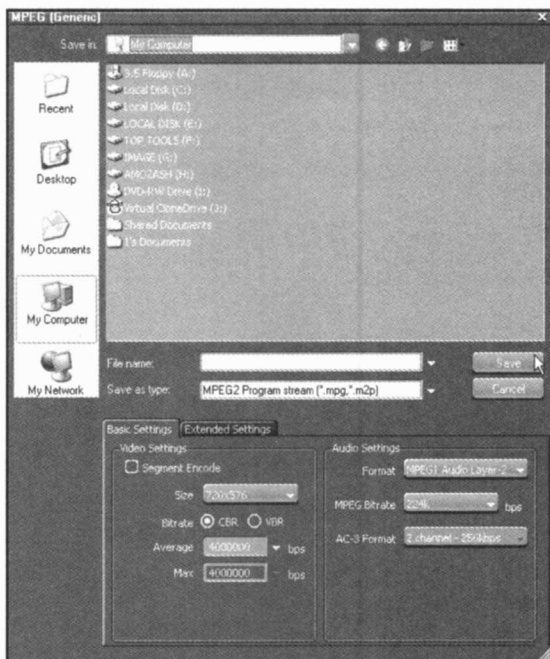 MPEG (Generic)
Save in: My Computer
Recent
Desktop
My Documents
My Computer
My Network
3.5 Floppy (A:)
Local Disk (C:)
Local Disk (D:)
LOCAL DISK (E:)
TOP TOOLS (F:)
IMAGE (G:)
AMOZASH (H:)
DVD-RW Drive (I:)
Virtual CloneDrive (J:)
Shared Documents
1's Documents
File name:
Save
Save as type: MPEG2 Program stream (*.mpg,*.m2p)
Cancel
Basic Settings Extended Settings
Video Settings
Segment Encode
Size 720x576
Bitrate CBR VBR
Average 4000000 bps
Max 4000000 bps
Audio Settings
Format MPEG1 Audio Layer-2
MPEG Bitrate 224k bps
AC-3 Format 2 channel - 256kbps